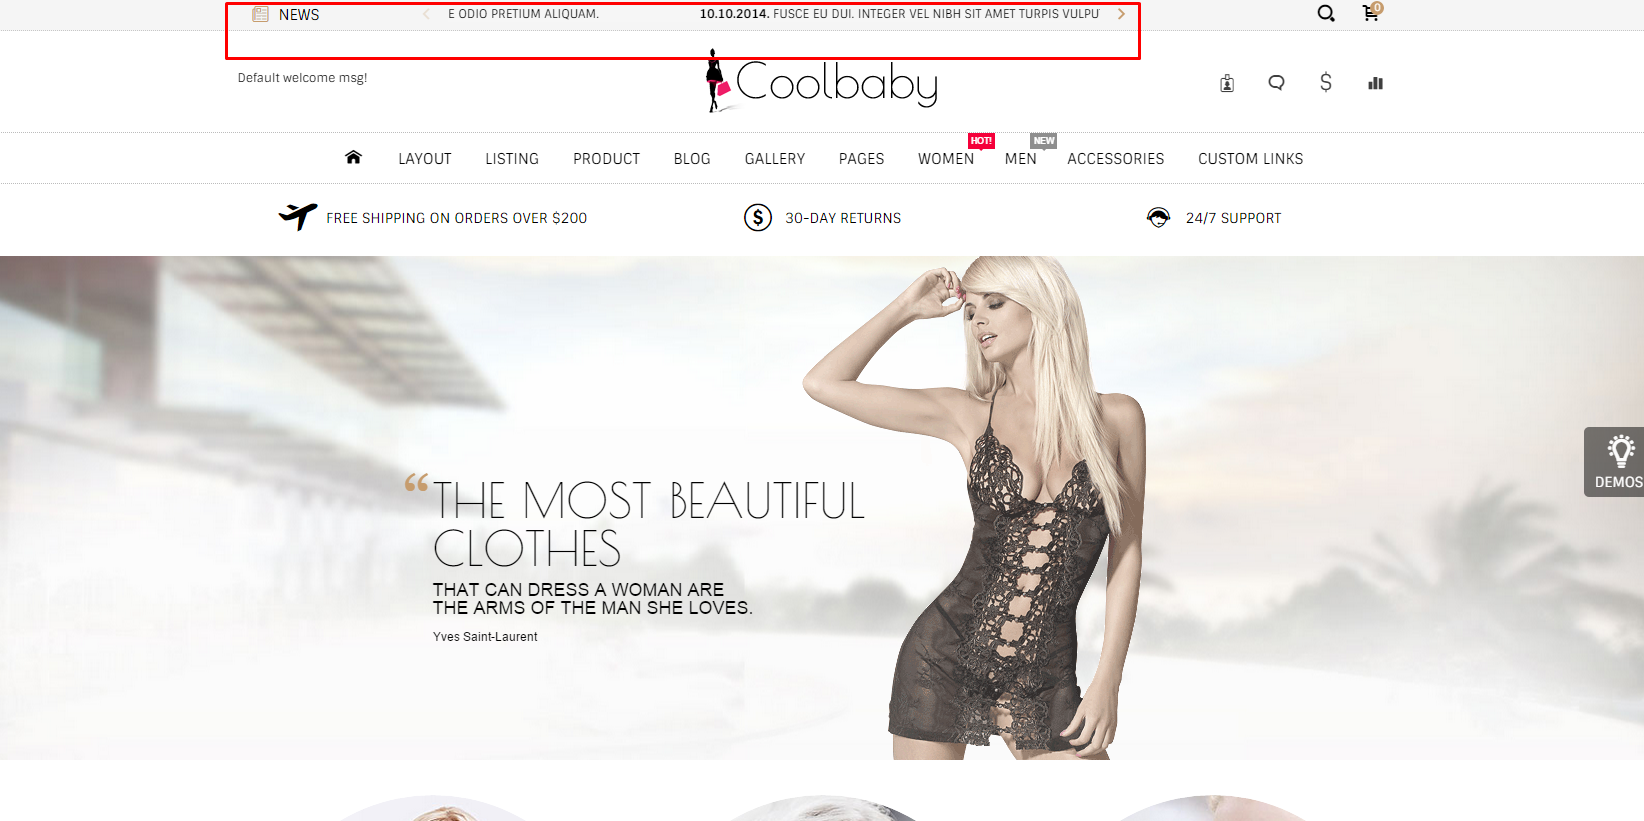 NEWS
E ODIO PRETIUM ALIQUAM.
10.10.2014. FUSCE EU DUI. INTEGER VEL NIBH SIT AMET TURPIS VULPU
0
Default welcome msg!
Coolbaby
HOT!
NEW
LAYOUT LISTING PRODUCT BLOG GALLERY PAGES WOMEN MEN ACCESSORIES CUSTOM LINKS
FREE SHIPPING ON ORDERS OVER $200
30-DAY RETURNS
24/7 SUPPORT
DEMOS
“THE MOST BEAUTIFUL
CLOTHES
THAT CAN DRESS A WOMAN ARE
THE ARMS OF THE MAN SHE LOVES.
Yves Saint-Laurent